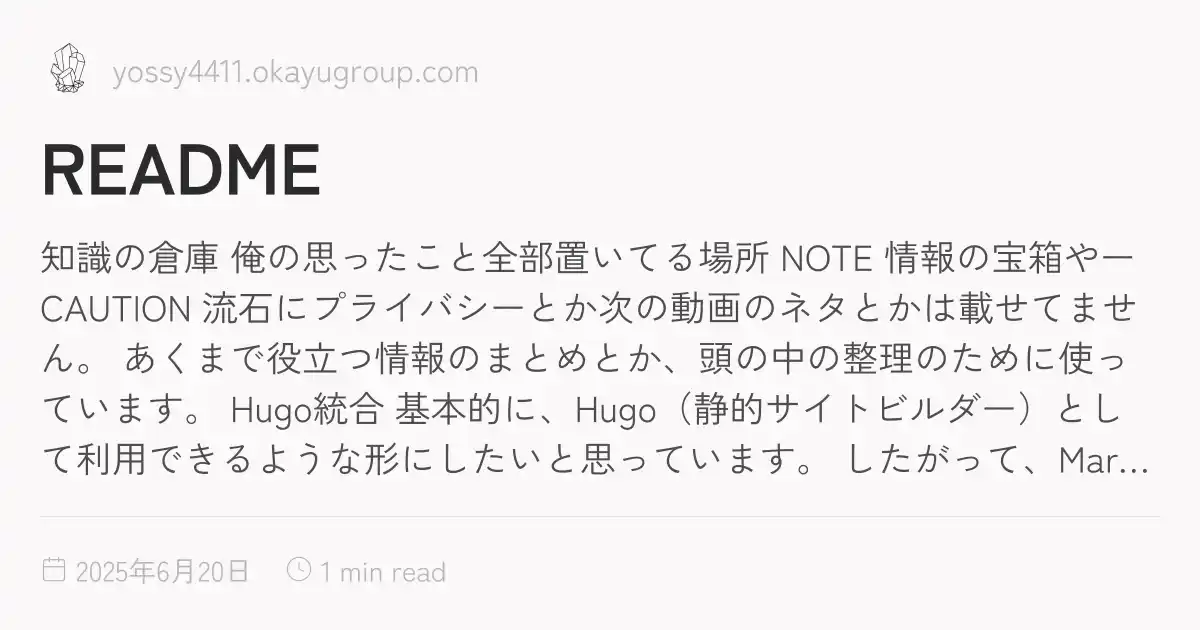 yossy4411.okayugroup.com
README
知識の倉庫 俺の思ったこと全部置いてる場所 NOTE 情報の宝箱やー
CAUTION 流石にプライバシーとか次の動画のネタとかは載せてませ
ん。 あくまで役立つ情報のまとめとか、頭の中の整理のために使っ
ています。 Hugo統合 基本的に、Hugo（静的サイトビルダー）とし
て利用できるような形にしたいと思っています。 したがって、Mar…
2025年6月20日 1 min read